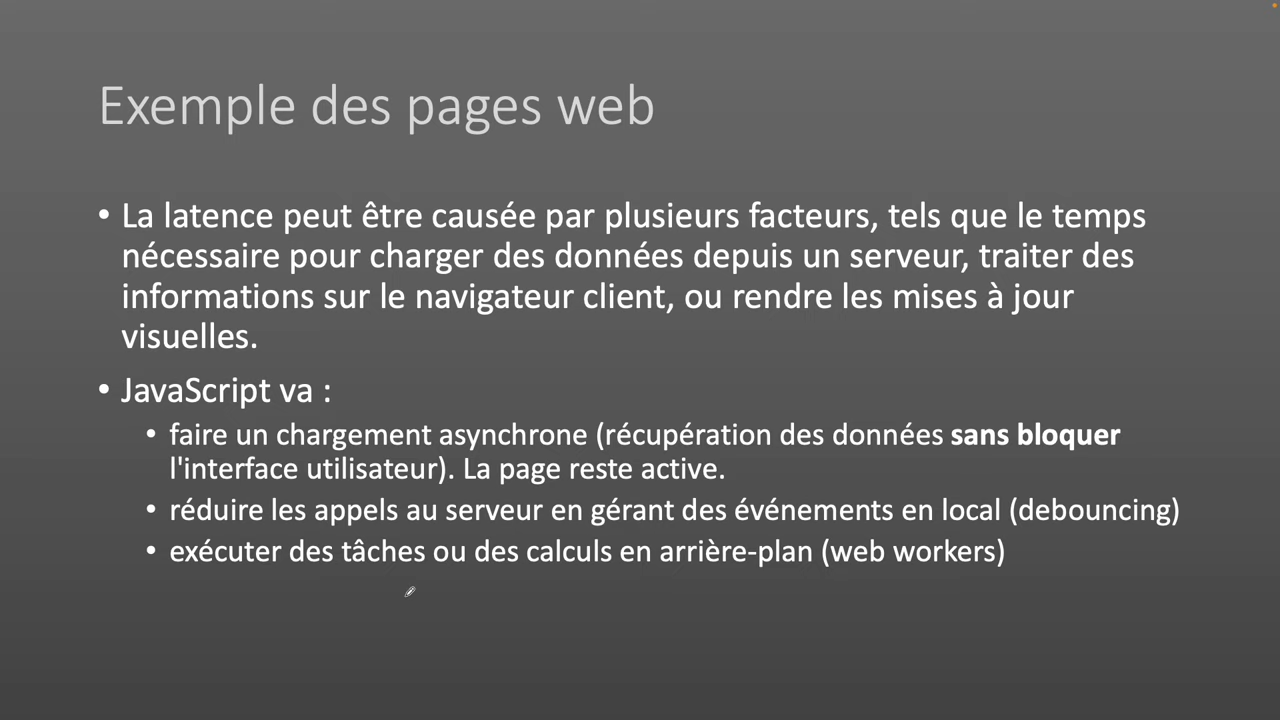 Exemple des pages web
• La latence peut être causée par plusieurs facteurs, tels que le temps
nécessaire pour charger des données depuis un serveur, traiter des
informations sur le navigateur client, ou rendre les mises à jour
visuelles.
• JavaScript va :
• faire un chargement asynchrone (récupération des données sans bloquer
l'interface utilisateur). La page reste active.
• réduire les appels au serveur en gérant des événements en local (debouncing)
• exécuter des tâches ou des calculs en arrière-plan (web workers)